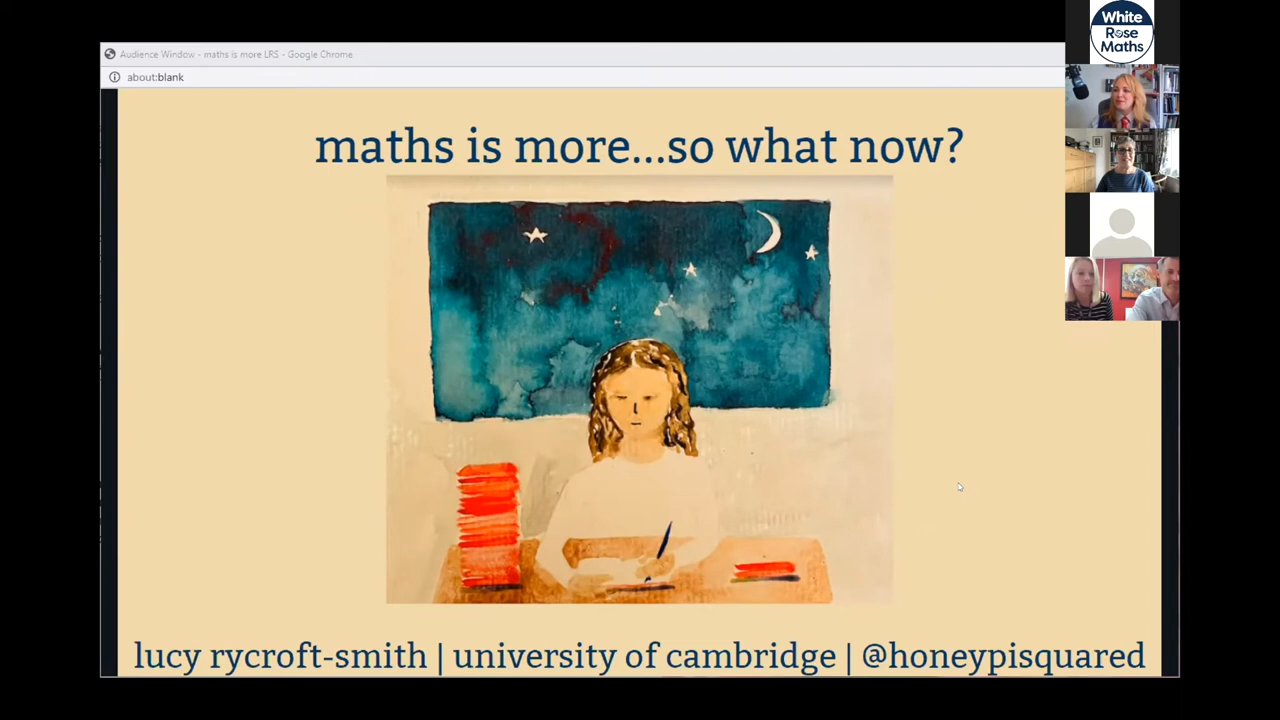 Audience Window - maths is more LRS - Google Chrome
about:blank
maths is more...so what now?
lucy rycroft-smith | university of cambridge | @honeypisquared
White
Rose
Maths